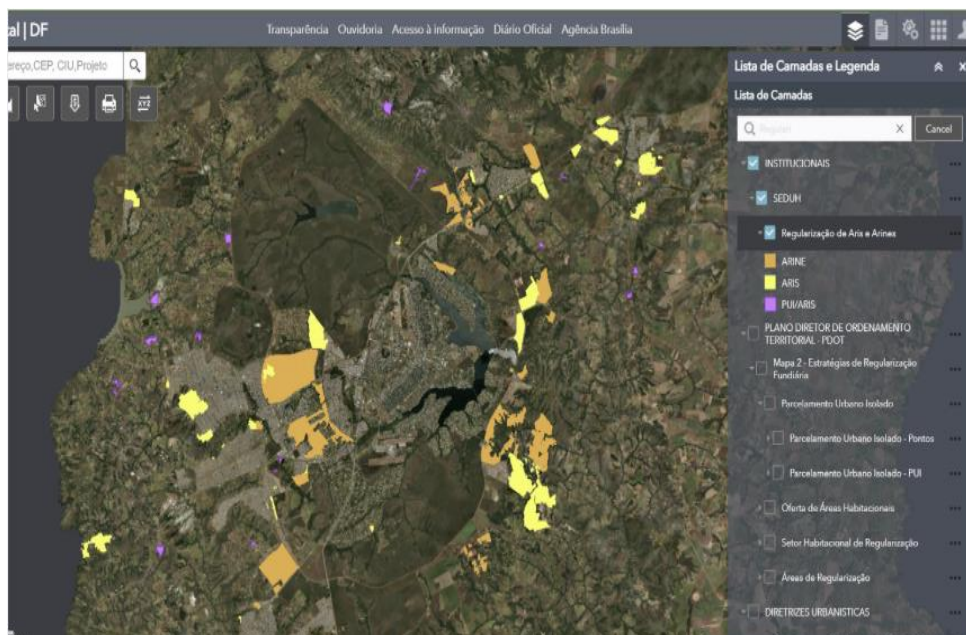 tal | DF
Transparência Ouvidoria Acesso à informação Diário Oficial Agência Brasília
ereço,CEP, CIU,Projeto
XYZ
Lista de Camadas e Legenda
Lista de Camadas
Cancel
INSTITUCIONAIS
SEDUH
Regularização de Aris e Arines
ARINE
ARIS
PUI/ARIS
PLANO DIRETOR DE ORDENAMENTO
TERRITORIAL - PDOT
Mapa 2 - Estratégias de Regularização
Fundiária
Parcelamento Urbano Isolado
Parcelamento Urbano Isolado - Pontos
Parcelamento Urbano Isolado - PUI
Oferta de Áreas Habitacionais
Setor Habitacional de Regularização
Áreas de Regularização
DIRETRIZES URBANISTICAS